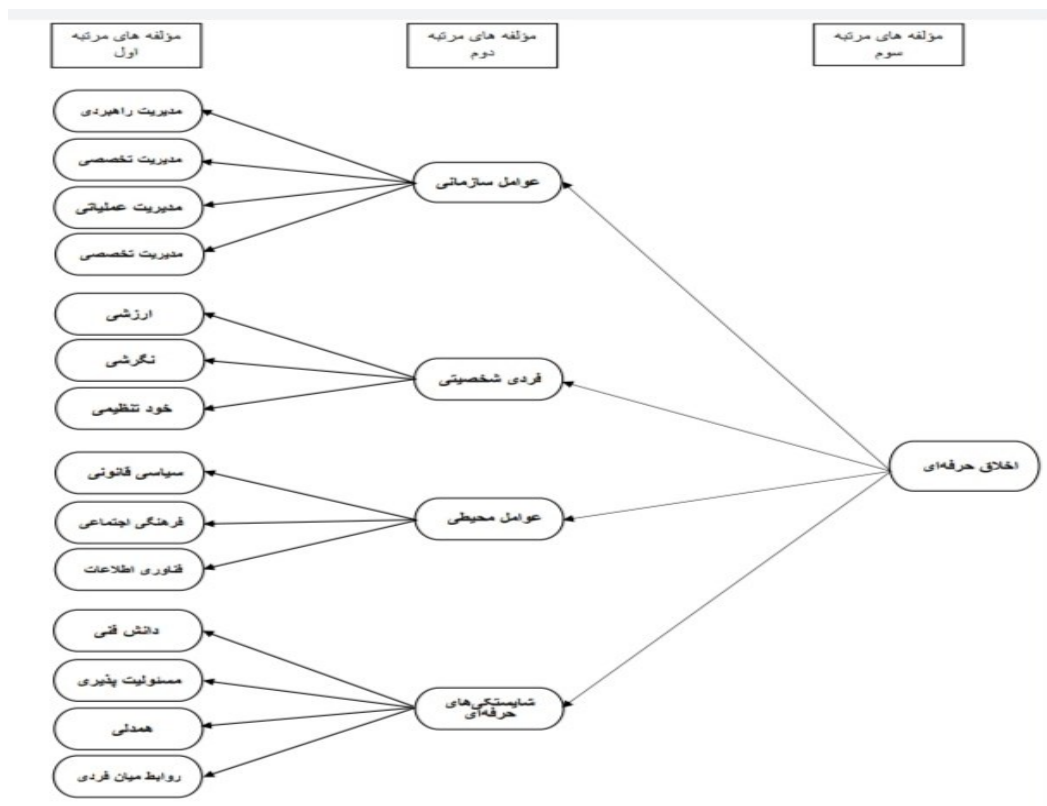 مؤلفه های مرتبه
سوم
مؤلفه های مرتبه
دوم
مؤلفه های مرتبه
اول
اخلاق حرفه‌ای
عوامل سازمانی
مدیریت راهبردی
مدیریت تخصصی
مدیریت عملیاتی
مدیریت تخصصی
فردی شخصیتی
ارزشی
نگرشی
خود تنظیمی
عوامل محیطی
سیاسی قانونی
فرهنگی اجتماعی
فناوری اطلاعات
شایستگی‌های
حرفه‌ای
دانش فنی
مسئولیت پذیری
همدلی
روابط میان فردی